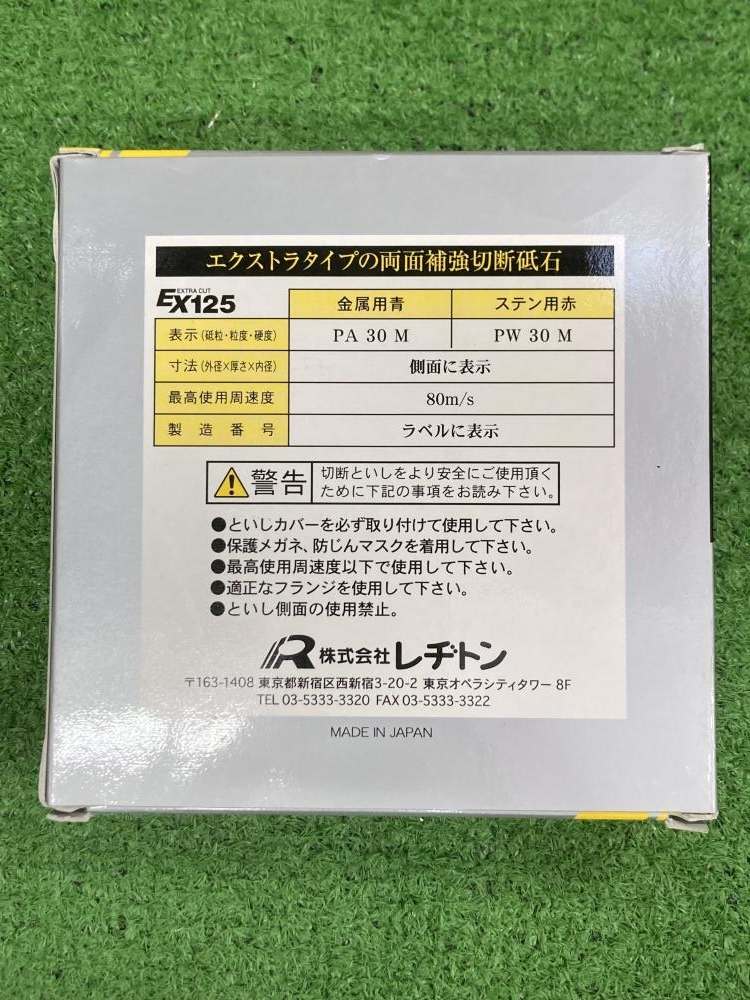 エクストラタイプの両面補強切断砥石
EXTRA CUT
EX125
金属用青 ステン用赤
表示(砥粒・粒度・硬度) PA 30 M PW 30 M
寸法(外径×厚さ×内径) 側面に表示
最高使用周速度 80m/s
製造番号 ラベルに表示
警告
切断といしをより安全にご使用頂く
ために下記の事項をお読み下さい。
●といしカバーを必ず取り付けて使用して下さい。
●保護メガネ、防じんマスクを着用して下さい。
●最高使用周速度以下で使用して下さい。
●適正なフランジを使用して下さい。
●といし側面の使用禁止。
株式会社レヂトン
〒163-1408 東京都新宿区西新宿3-20-2 東京オペラシティタワー 8F
TEL 03-5333-3320 FAX 03-5333-3322
MADE IN JAPAN